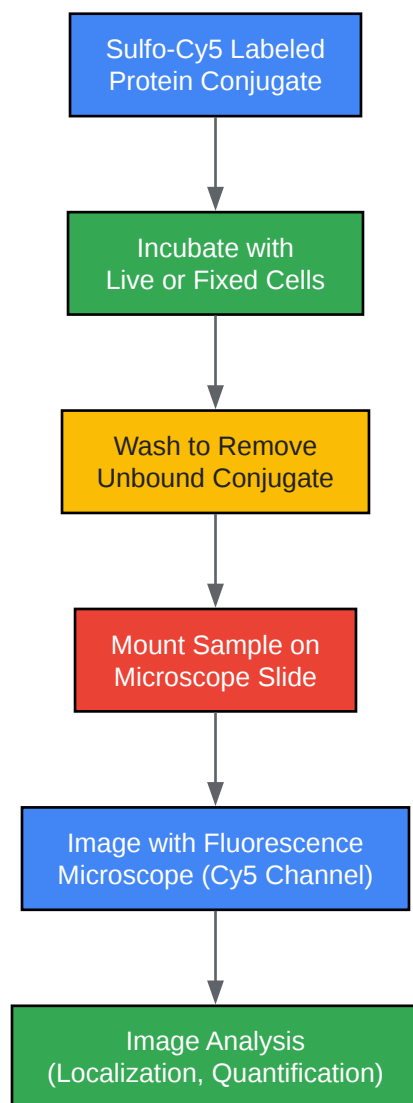 Sulfo-Cy5 Labeled
Protein Conjugate
Incubate with
Live or Fixed Cells
Wash to Remove
Unbound Conjugate
Mount Sample on
Microscope Slide
Image with Fluorescence
Microscope (Cy5 Channel)
Image Analysis
(Localization, Quantification)